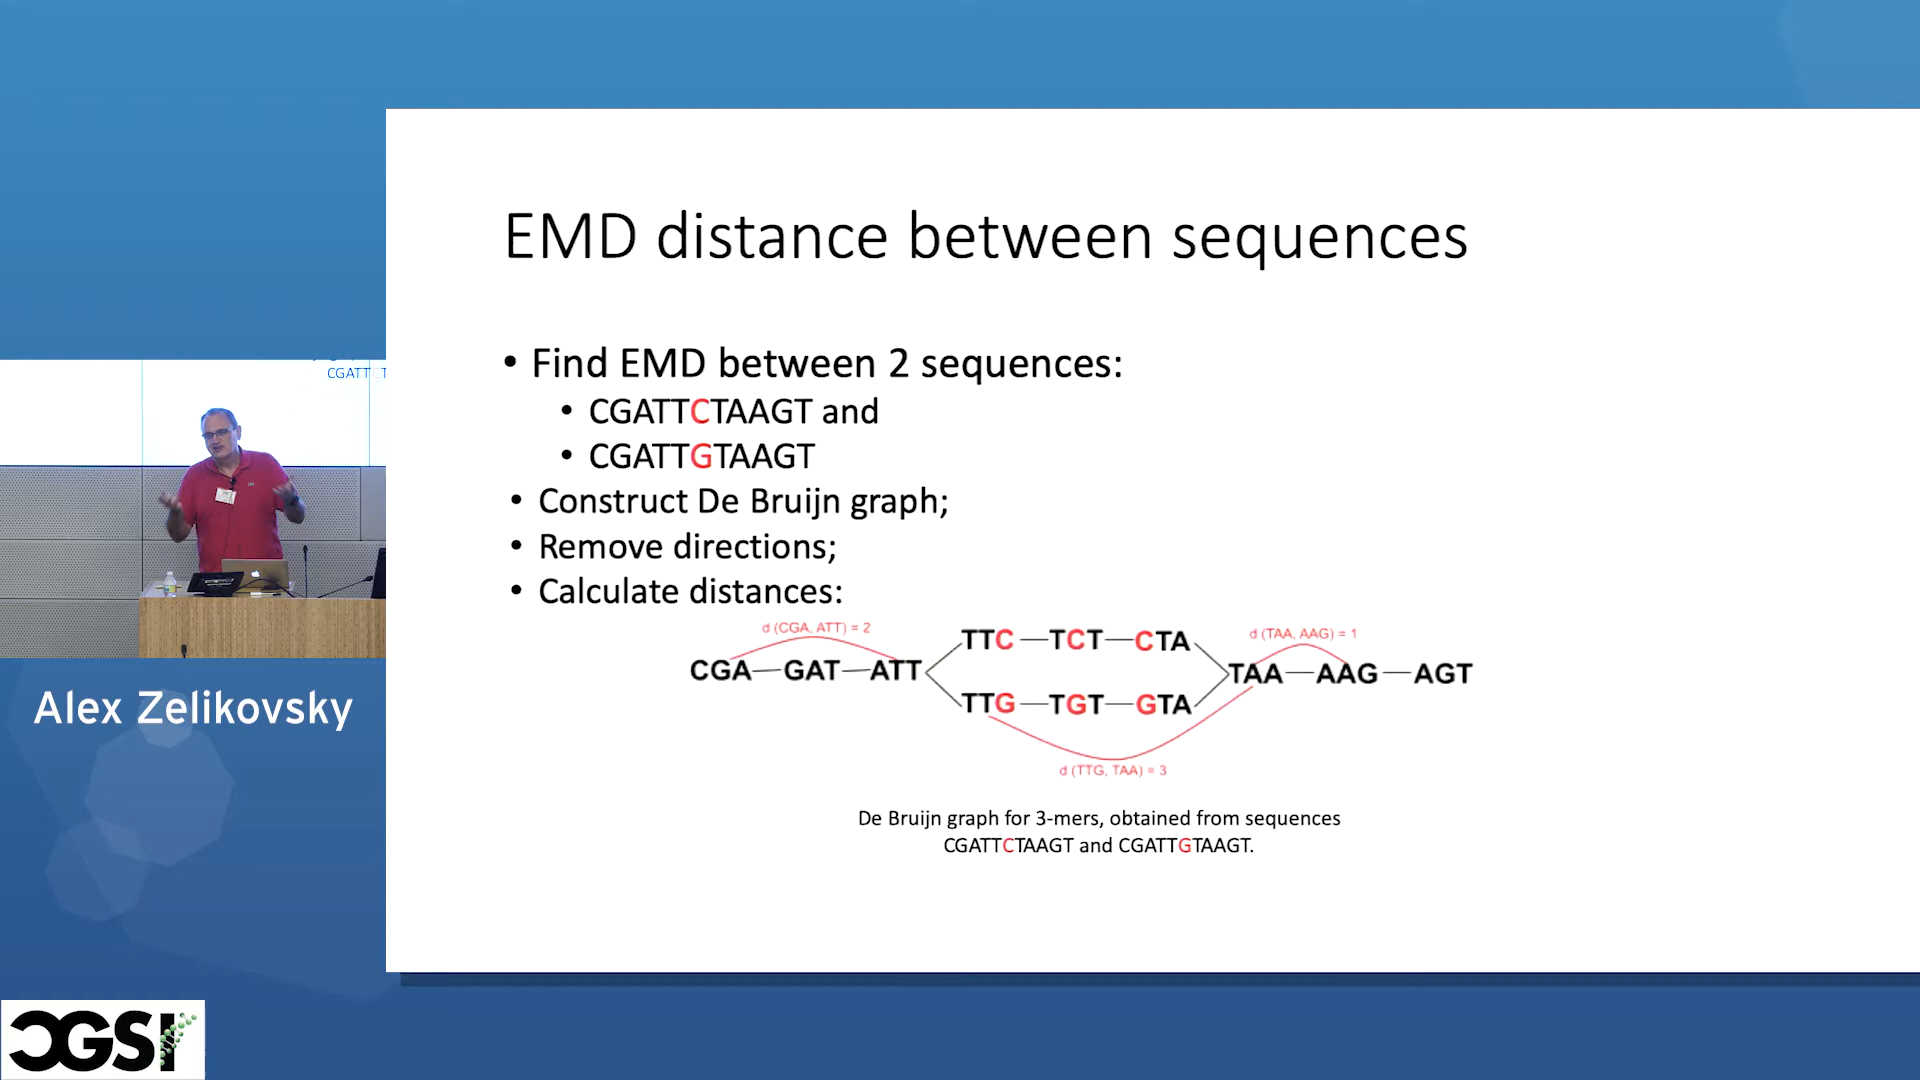 EMD distance between sequences
• Find EMD between 2 sequences:
• CGATTCTAAGT and
• CGATTGTAAGT
• Construct De Bruijn graph;
• Remove directions;
• Calculate distances:
d (CGA, ATT) = 2
d (TAA, AAG) = 1
TTC TCT CTA
CGA GAT ATT TAA AAG AGT
TTG TGT GTA
d (TTG, TAA) = 3
De Bruijn graph for 3-mers, obtained from sequences
CGATTCTAAGT and CGATTGTAAGT.
CGATT T
Alex Zelikovsky
CGSI